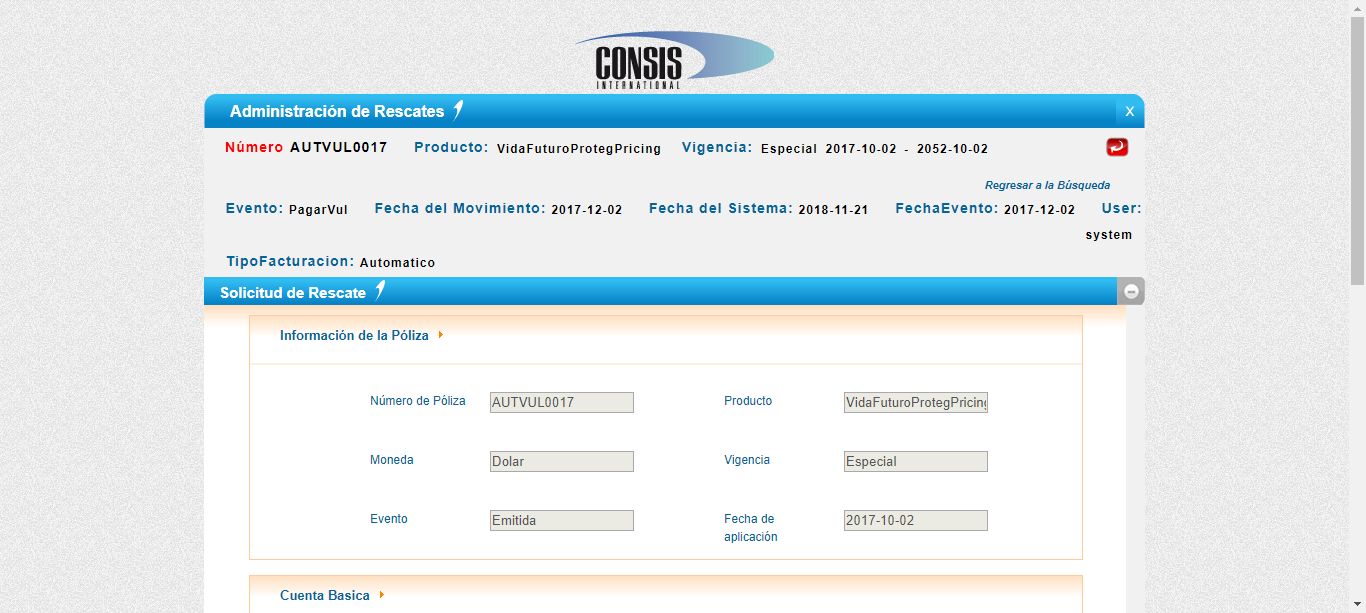 CONSIS
INTERNATIONAL
Administración de Rescates X
Número AUTVUL0017 Producto: VidaFuturoProtegPricing Vigencia: Especial 2017-10-02 - 2052-10-02
Regresar a la Búsqueda
Evento: PagarVul Fecha del Movimiento: 2017-12-02 Fecha del Sistema: 2018-11-21 FechaEvento: 2017-12-02 User:
system
TipoFacturacion: Automatico
Solicitud de Rescate
Información de la Póliza
Número de Póliza AUTVUL0017 Producto VidaFuturoProtegPricing
Moneda Dolar Vigencia Especial
Evento Emitida Fecha de
aplicación 2017-10-02
Cuenta Basica